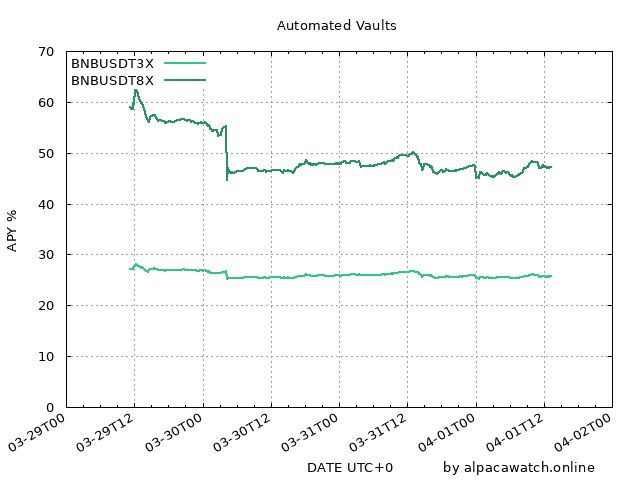 Automated Vaults
BNBUSDT3X
BNBUSDT8X
APY %
70
60
50
40
30
20
10
0
03-29T00
03-29T12
03-30T00
03-30T12
03-31T00
03-31T12
04-01T00
04-01T12
04-02T00
DATE UTC+0
by alpacawatch.online